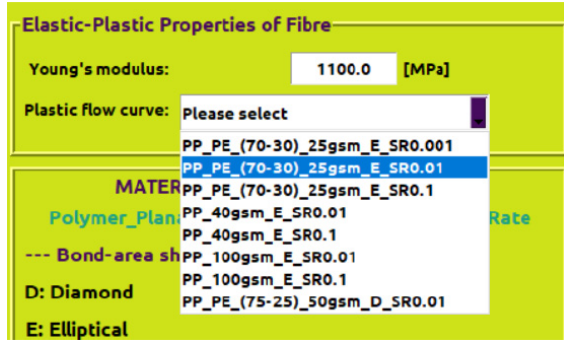 Elastic-Plastic Properties of Fibre
Young's modulus: 1100.0 [MPa]
Plastic flow curve: Please select
PP_PE_(70-30)_25gsm_E_SR0.001
PP_PE_(70-30)_25gsm_E_SR0.01
MATER PP_PE_(70-30)_25gsm_E_SR0.1
Polymer_Plana PP_40gsm_E_SR0.01 Rate
PP_40gsm_E_SR0.1
--- Bond-area sh PP_100gsm_E_SR0.01
PP_100gsm_E_SR0.1
D: Diamond PP_PE_(75-25)_50gsm_D_SR0.01
E: Elliptical